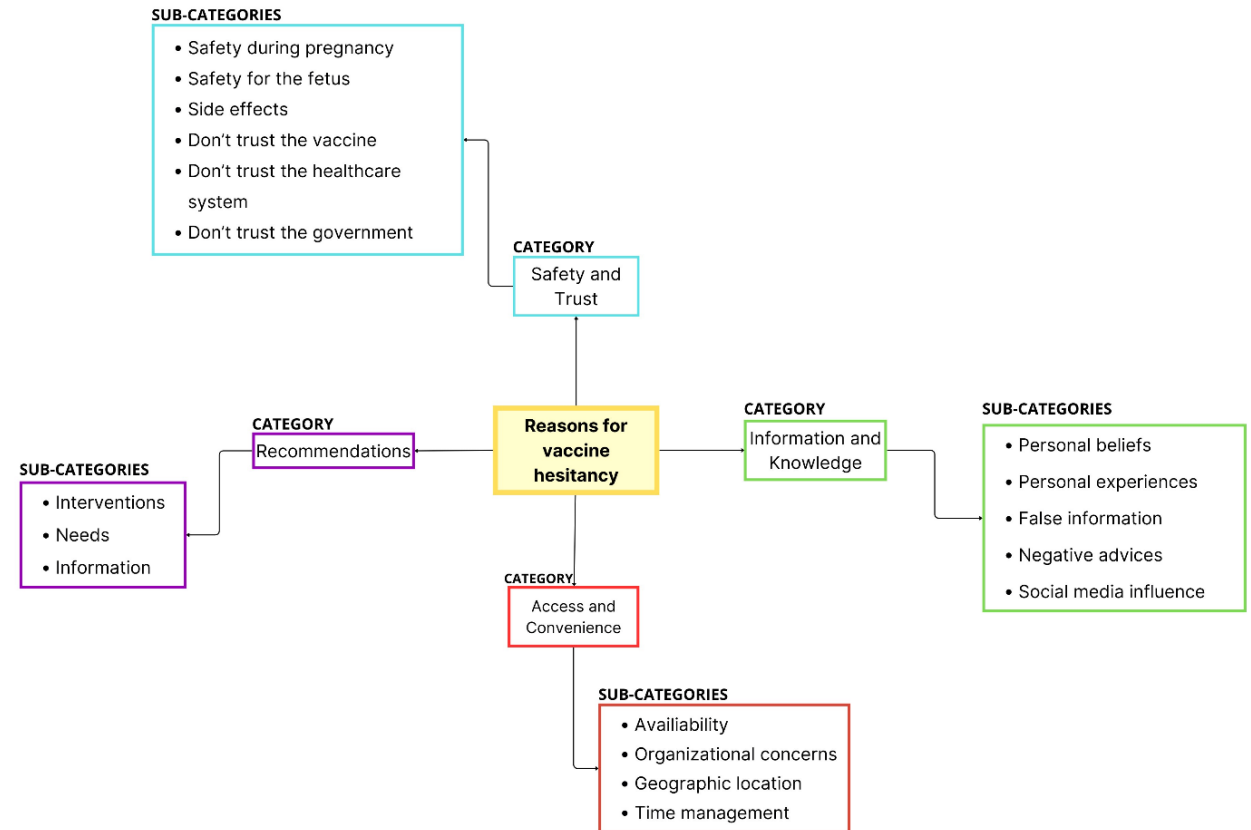 SUB-CATEGORIES
• Safety during pregnancy
• Safety for the fetus
• Side effects
• Don’t trust the vaccine
• Don’t trust the healthcare
system
• Don’t trust the government
CATEGORY
Safety and
Trust
CATEGORY
Recommendations
SUB-CATEGORIES
• Interventions
• Needs
• Information
Reasons for
vaccine
hesitancy
CATEGORY
Information and
Knowledge
SUB-CATEGORIES
• Personal beliefs
• Personal experiences
• False information
• Negative advices
• Social media influence
CATEGORY
Access and
Convenience
SUB-CATEGORIES
• Availiability
• Organizational concerns
• Geographic location
• Time management